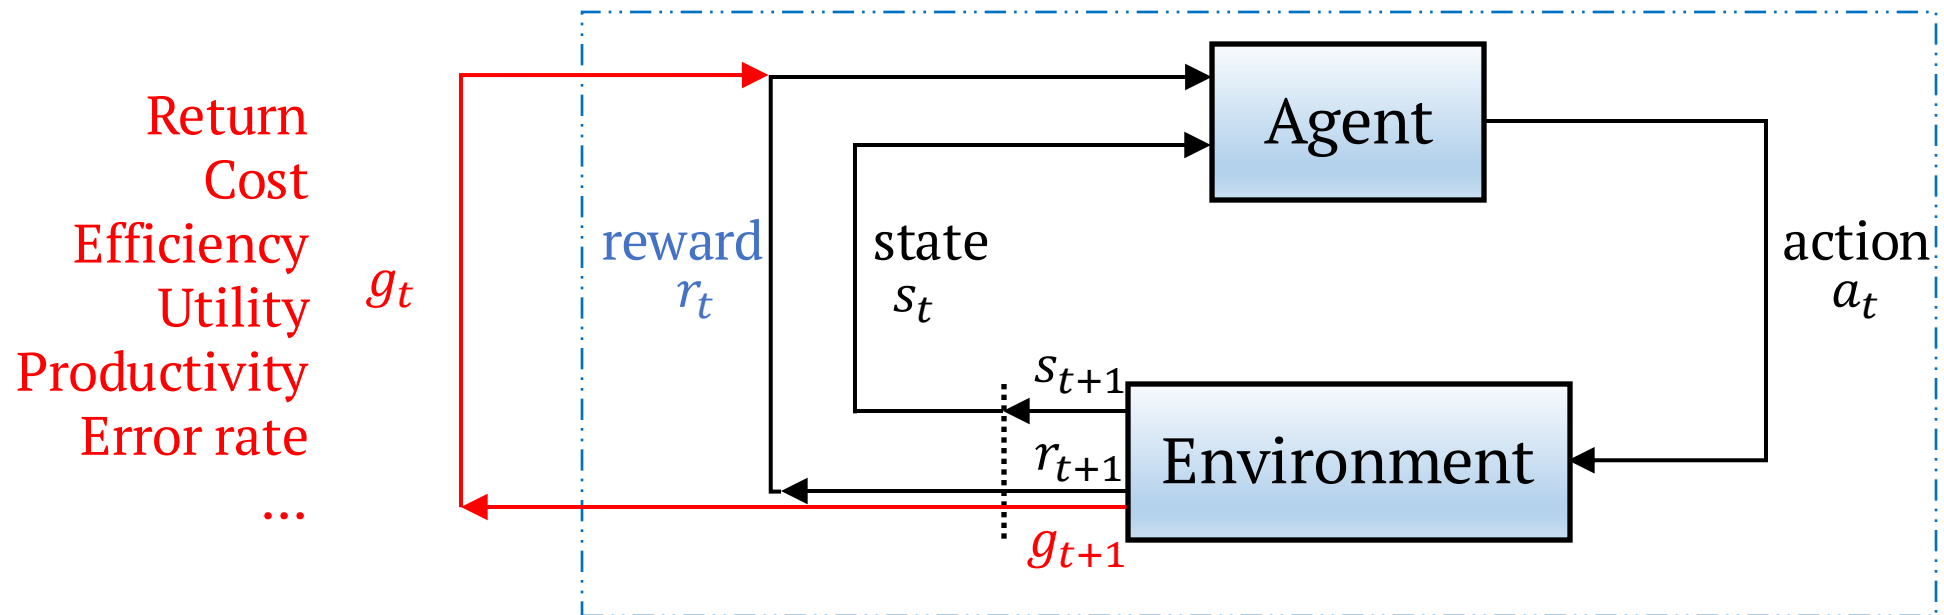 Return
Cost
Efficiency
Utility
Productivity
Error rate
...
g_t
reward
r_t
state
s_t
Agent
action
a_t
s_{t+1}
r_{t+1}
g_{t+1}
Environment